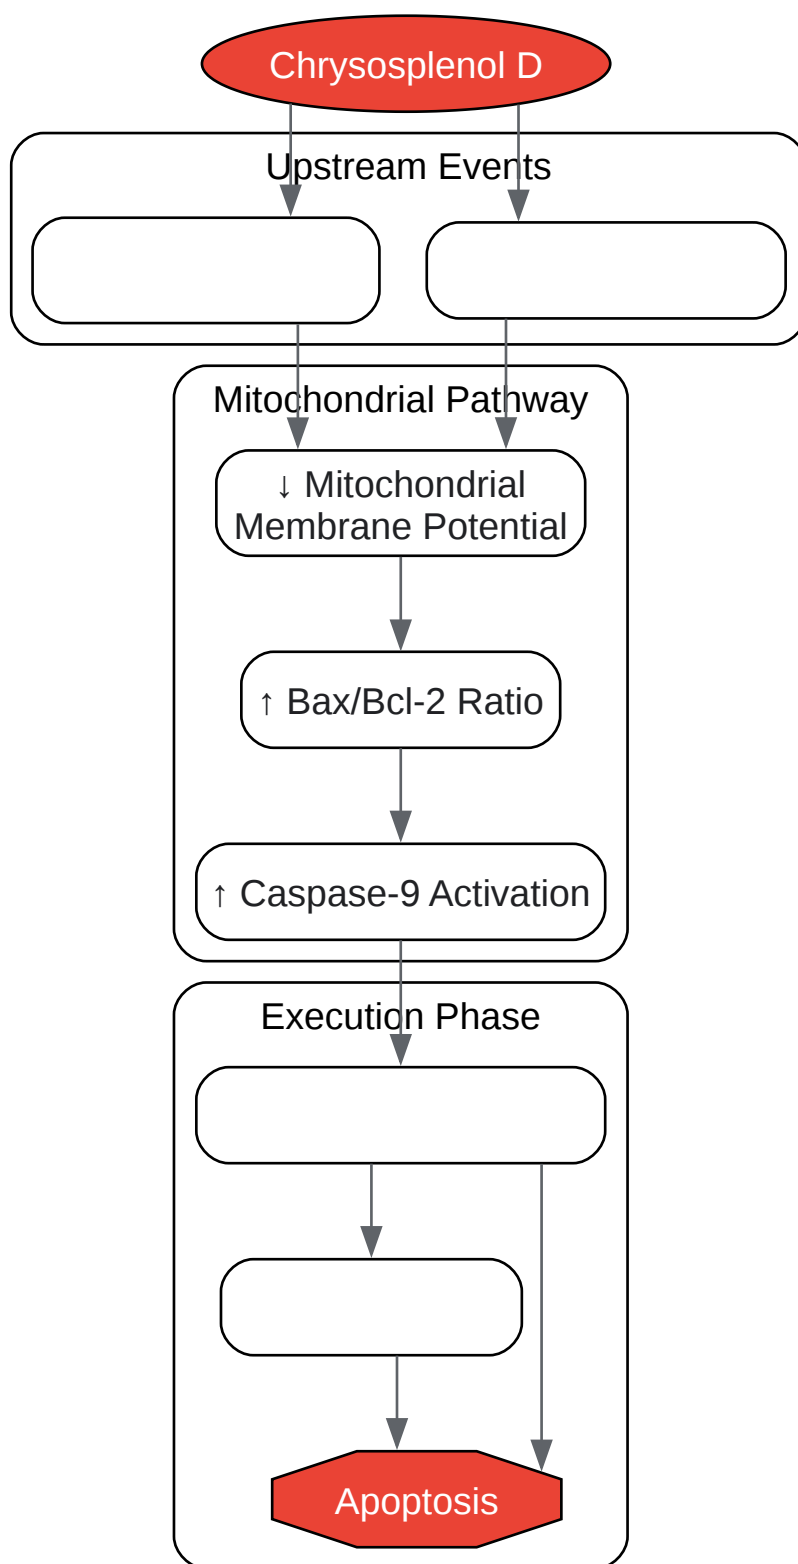 Chrysosplenol D
Upstream Events
Mitochondrial Pathway
↓ Mitochondrial
Membrane Potential
↑ Bax/Bcl-2 Ratio
↑ Caspase-9 Activation
Execution Phase
Apoptosis